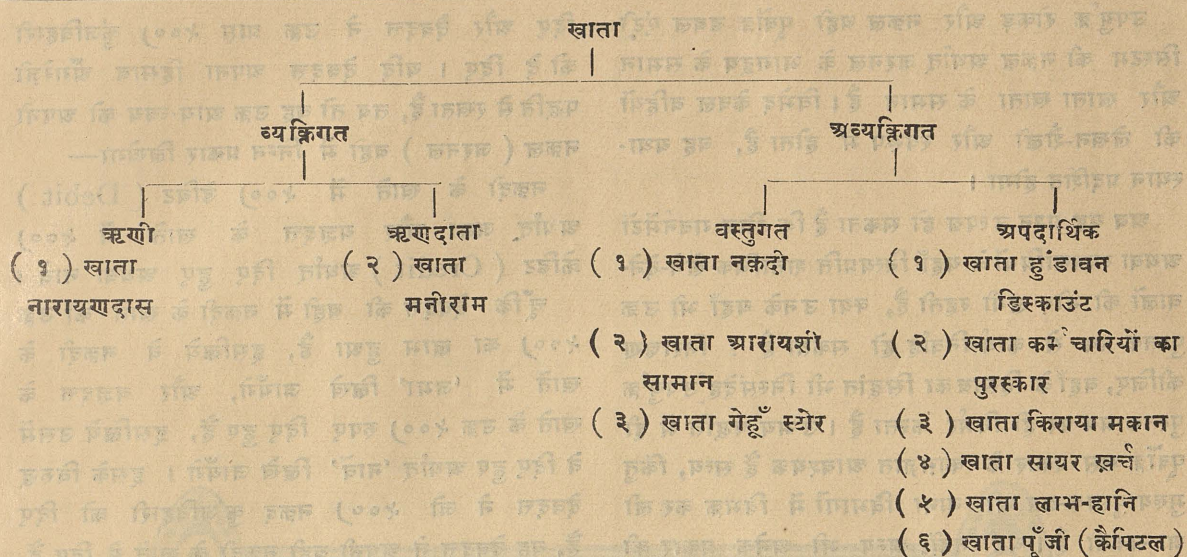 खाता
व्यक्तिगत
अव्यक्तिगत
ऋणी
ऋणदाता
वस्तुगत
अपदार्थिक
( १ ) खाता
नारायणदास
( २ ) खाता
मनीराम
( १ ) खाता नक़दी
( २ ) खाता आरायशी
सामान
( ३ ) खाता गेहूँ स्टोर
( १ ) खाता हुंडावन
डिस्काउंट
( २ ) खाता कर्मचारियों का
पुरस्कार
( ३ ) खाता किराया मकान
( ४ ) खाता सायर ख़र्च
( ५ ) खाता लाभ-हानि
( ६ ) खाता पूँजी ( कैपिटल )